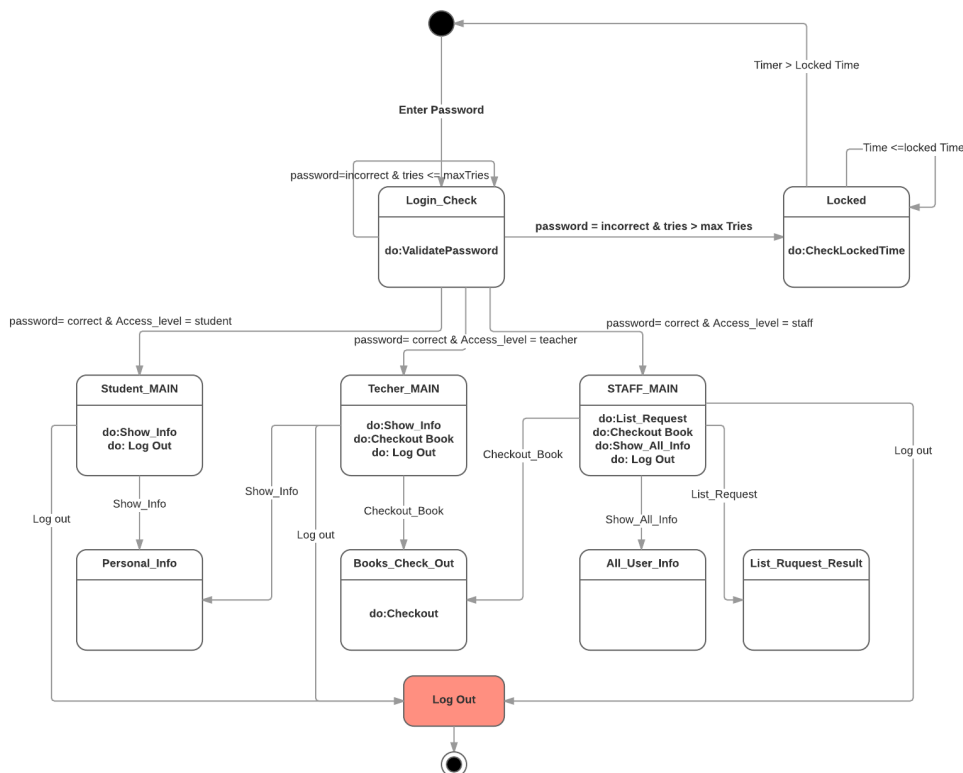 Timer > Locked Time
Enter Password
Time <=locked Time
password=incorrect & tries <= maxTries
Login_Check
Locked
password = incorrect & tries > max Tries
do:ValidatePassword
do:CheckLockedTime
password= correct & Access_level = student
password= correct & Access_level = staff
password= correct & Access_level = teacher
Student_MAIN
Techer_MAIN
STAFF_MAIN
do:Show_Info
do: Log Out
do:Show_Info
do:Checkout Book
do: Log Out
do:List_Request
do:Checkout Book
do:Show_All_Info
do: Log Out
Log out
Checkout_Book
Show_Info
List_Request
Show_Info
Checkout_Book
Log out
Show_All_Info
Log out
Personal_Info
Books_Check_Out
All_User_Info
List_Ruquest_Result
do:Checkout
Log Out